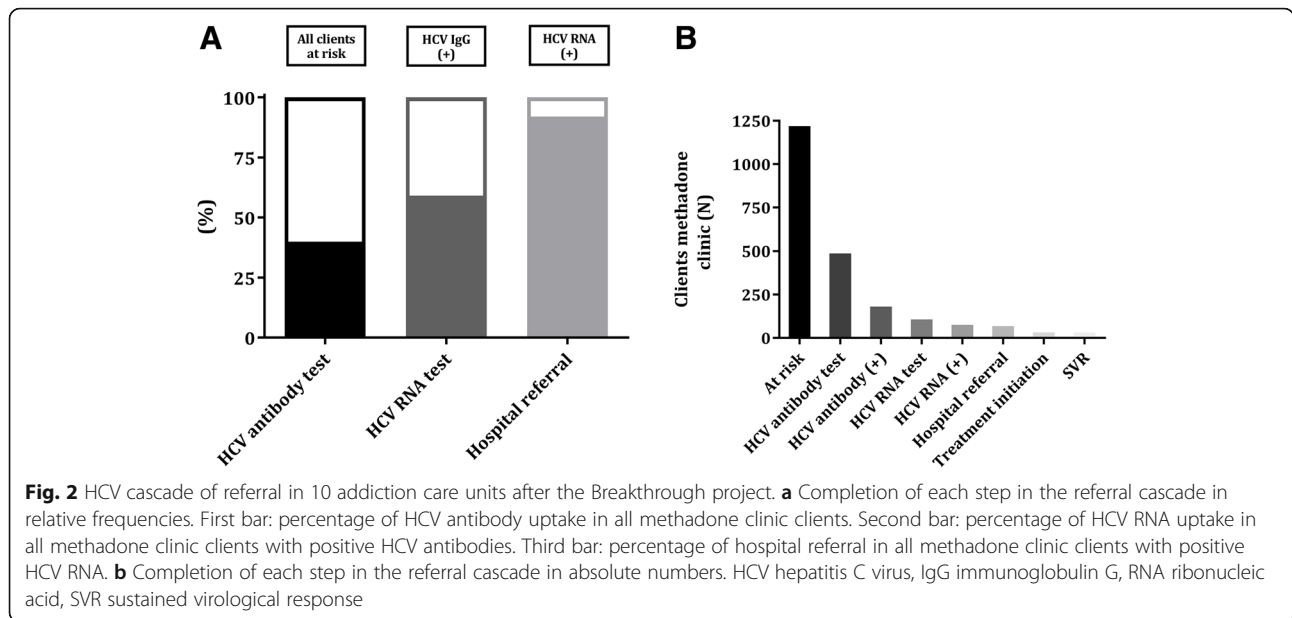 A
All clients
at risk
HCV IgG
(+)
HCV RNA
(+)
100
75
50
25
0
(%)
HCV antibody test
HCV RNA test
Hospital referral
B
1250
1000
750
500
250
0
Clients methadone
clinic (N)
At risk
HCV antibody test
HCV antibody (+)
HCV RNA test
HCV RNA (+)
Hospital referral
Treatment initiation
SVR
Fig. 2 HCV cascade of referral in 10 addiction care units after the Breakthrough project. a Completion of each step in the referral cascade in
relative frequencies. First bar: percentage of HCV antibody uptake in all methadone clinic clients. Second bar: percentage of HCV RNA uptake in
all methadone clinic clients with positive HCV antibodies. Third bar: percentage of hospital referral in all methadone clinic clients with positive
HCV RNA. b Completion of each step in the referral cascade in absolute numbers. HCV hepatitis C virus, IgG immunoglobulin G, RNA ribonucleic
acid, SVR sustained virological response